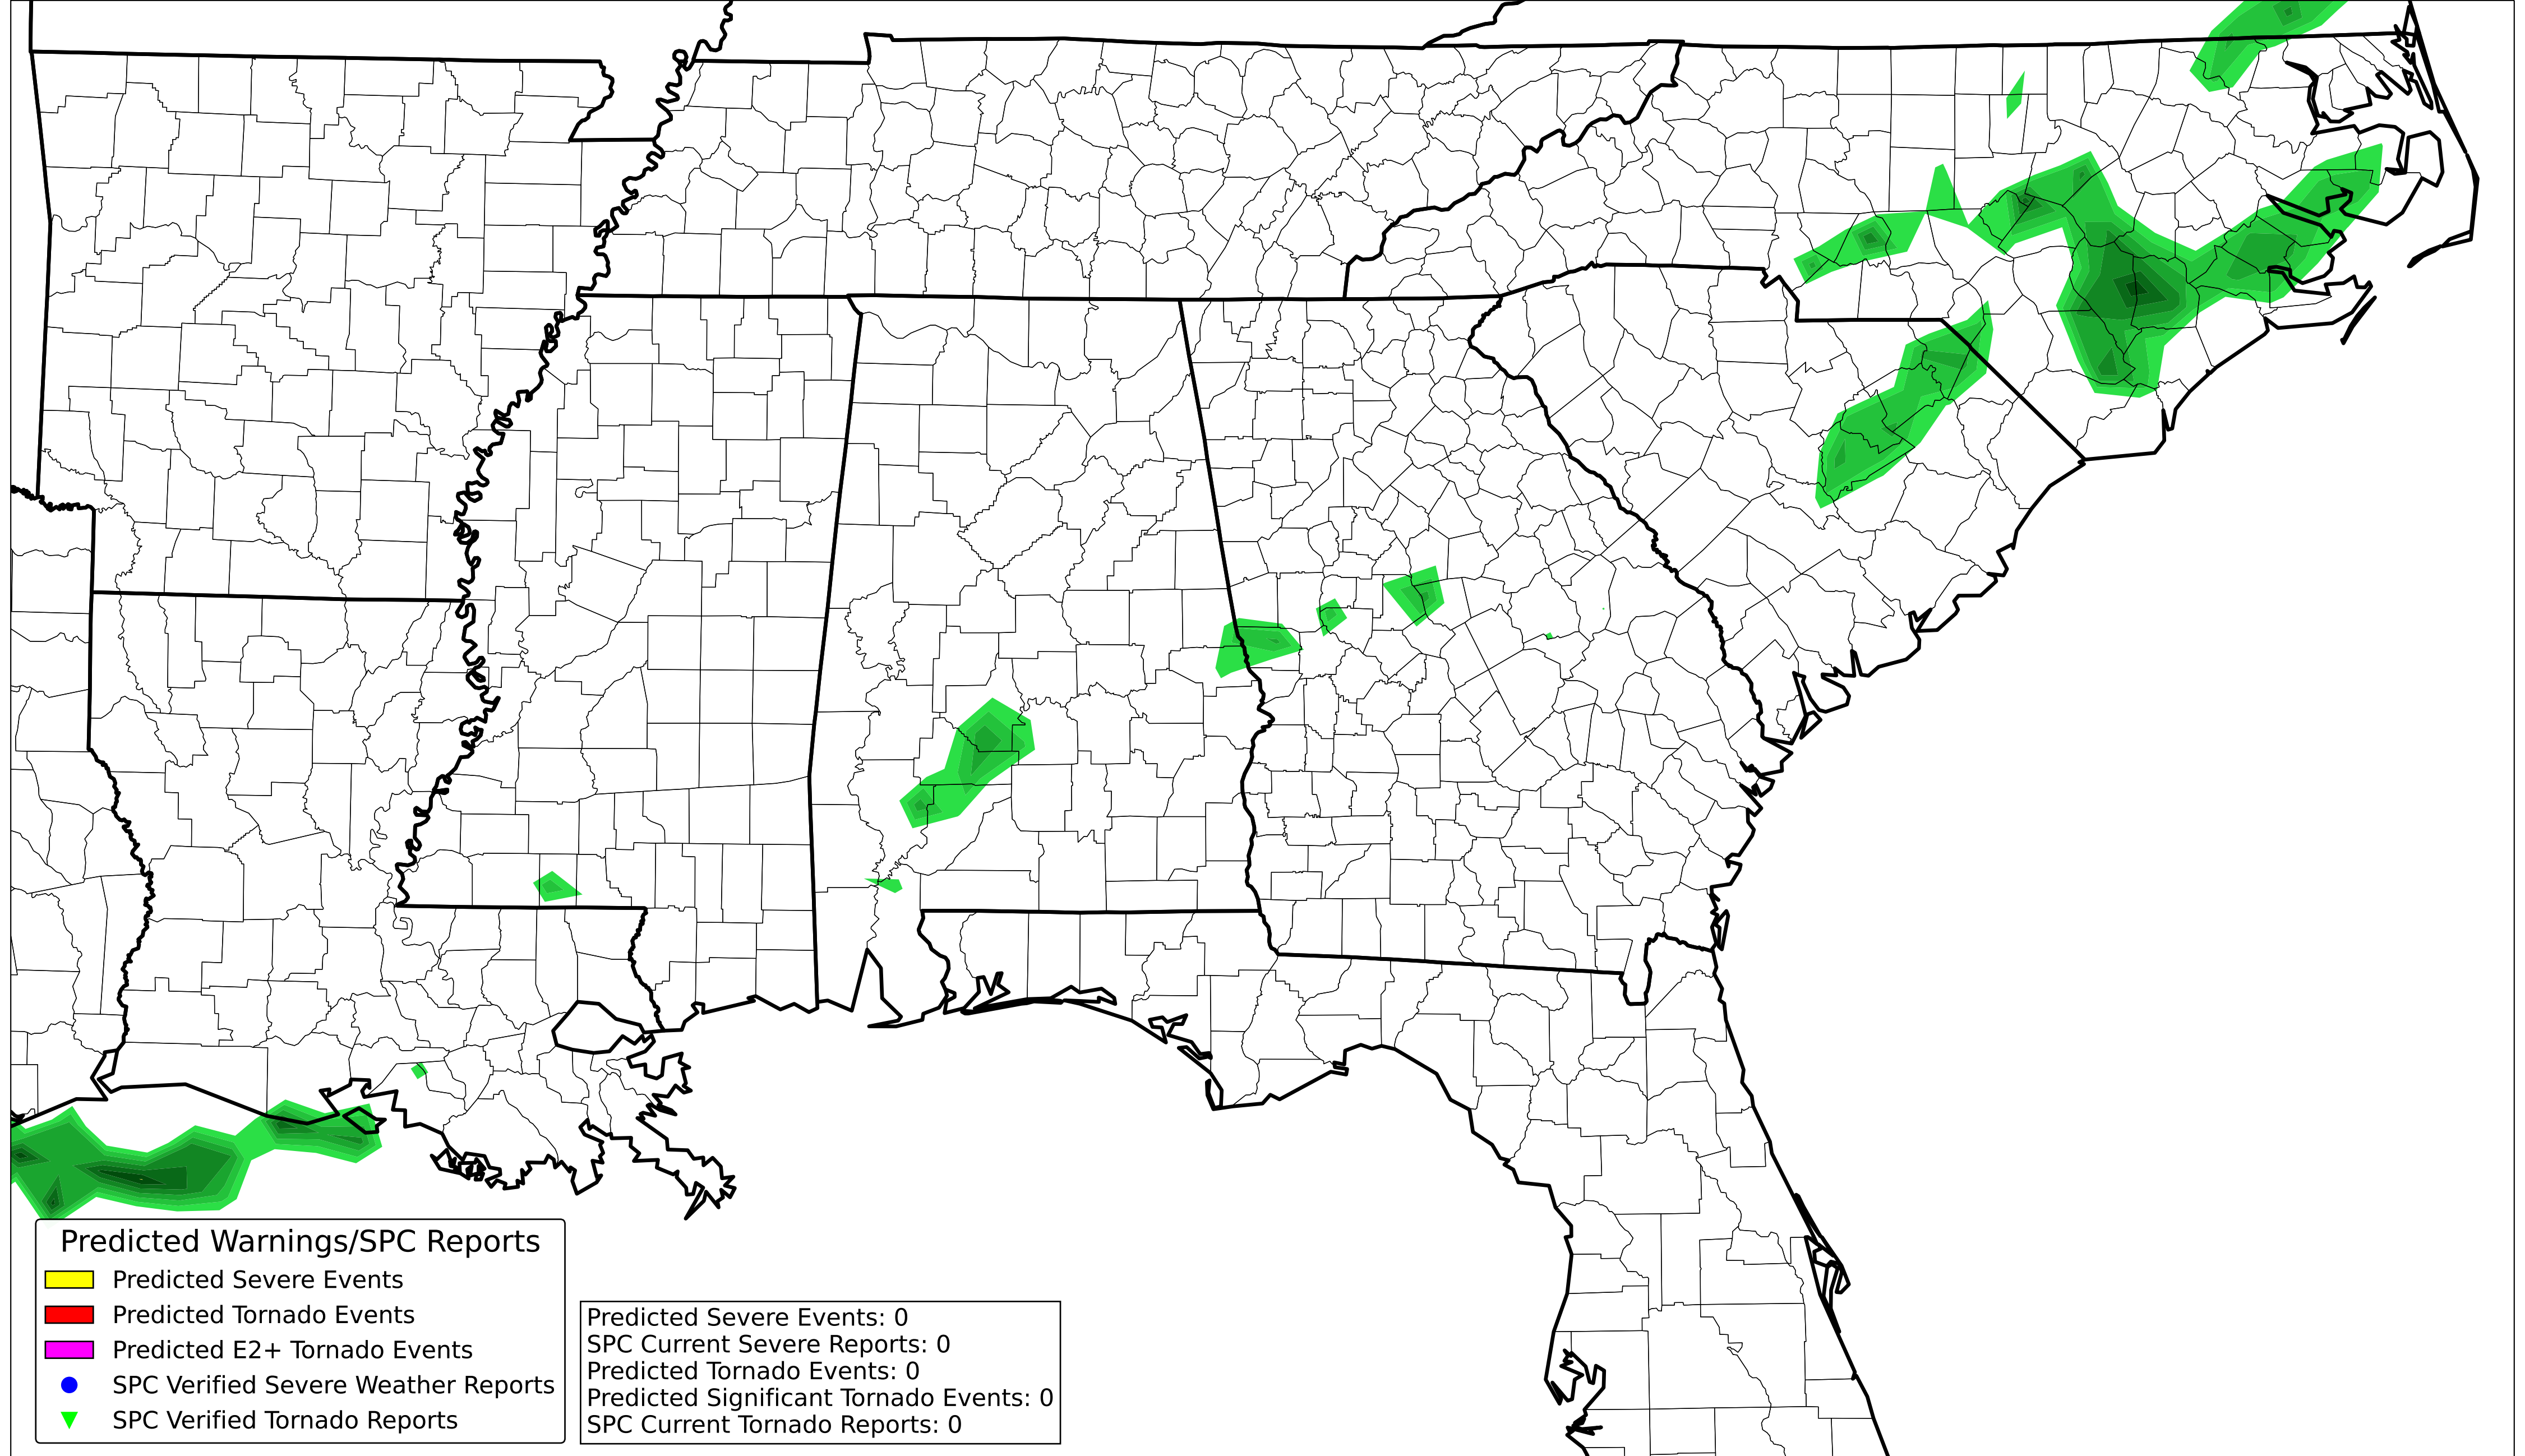 Predicted Warnings/SPC Reports
Predicted Severe Events
Predicted Tornado Events
Predicted E2+ Tornado Events
SPC Verified Severe Weather Reports
SPC Verified Tornado Reports
Predicted Severe Events: 0
SPC Current Severe Reports: 0
Predicted Tornado Events: 0
Predicted Significant Tornado Events: 0
SPC Current Tornado Reports: 0